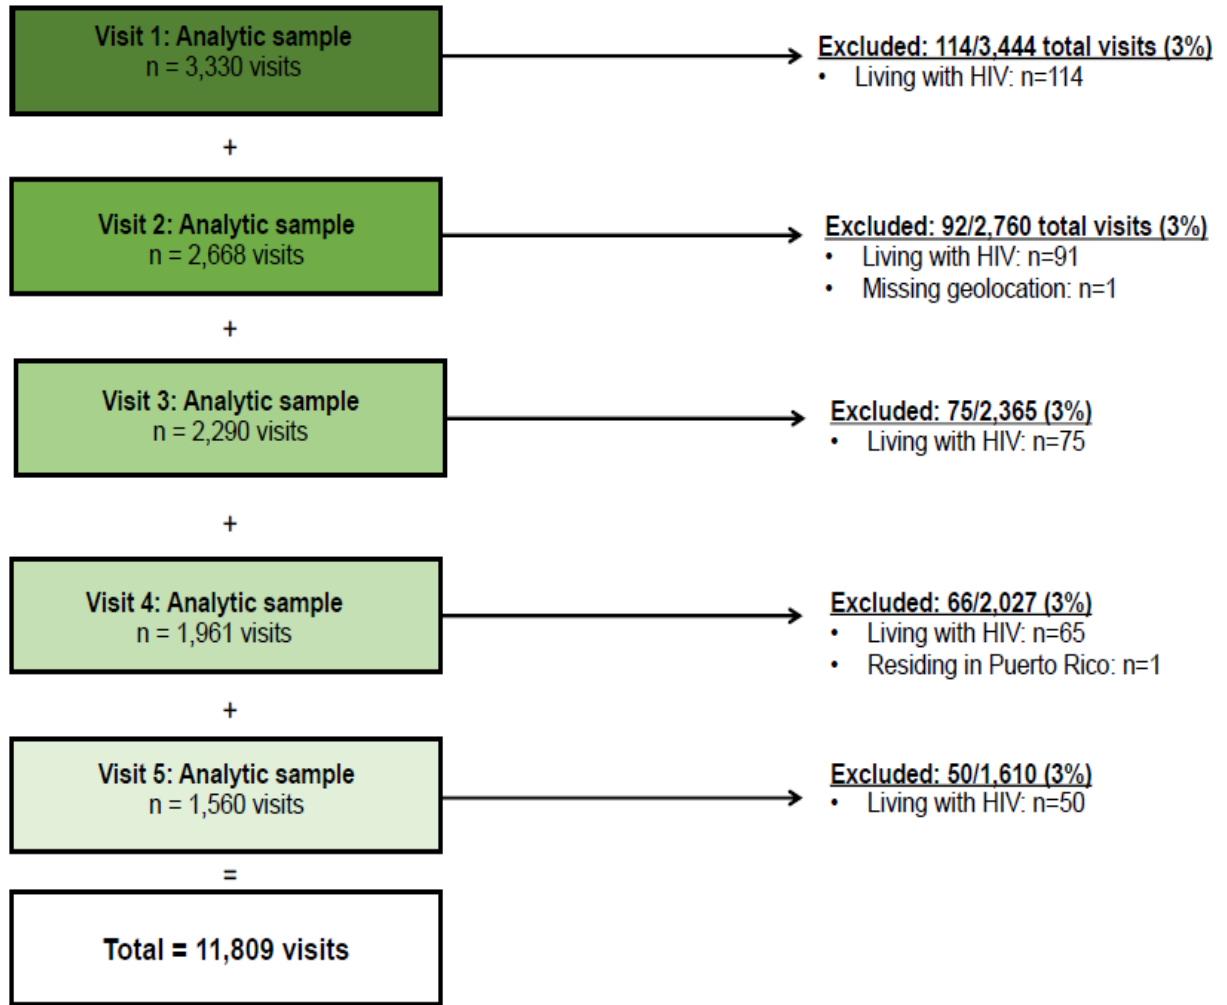 Visit 1: Analytic sample
n = 3,330 visits
Excluded: 114/3,444 total visits (3%)
• Living with HIV: n=114
+
Visit 2: Analytic sample
n = 2,668 visits
Excluded: 92/2,760 total visits (3%)
• Living with HIV: n=91
• Missing geolocation: n=1
+
Visit 3: Analytic sample
n = 2,290 visits
Excluded: 75/2,365 (3%)
• Living with HIV: n=75
+
Visit 4: Analytic sample
n = 1,961 visits
Excluded: 66/2,027 (3%)
• Living with HIV: n=65
• Residing in Puerto Rico: n=1
+
Visit 5: Analytic sample
n = 1,560 visits
Excluded: 50/1,610 (3%)
• Living with HIV: n=50
=
Total = 11,809 visits